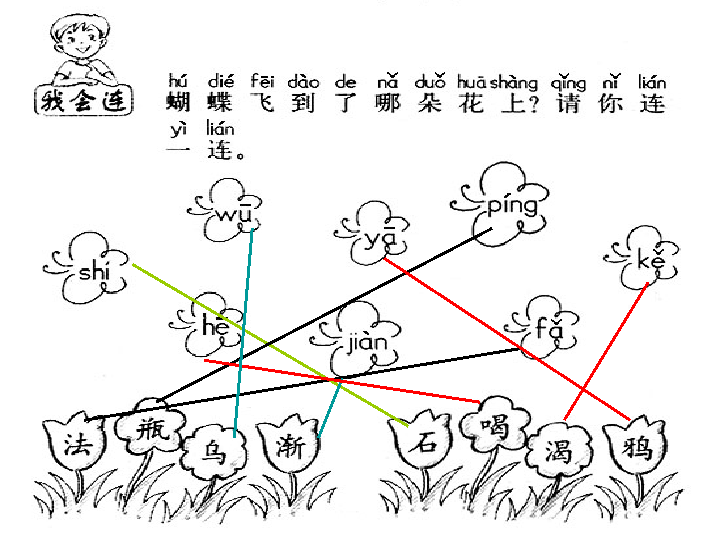 我会连
hú dié fēi dào de nǎ duǒ huā shàng qǐng nǐ lián
蝴 蝶 飞 到 了 哪 朵 花 上？请 你 连
yì lián
一 连。
wū
píng
yā
shí
kě
hē
jiàn
fǎ
法 瓶 乌 渐 石 喝 渴 鸦